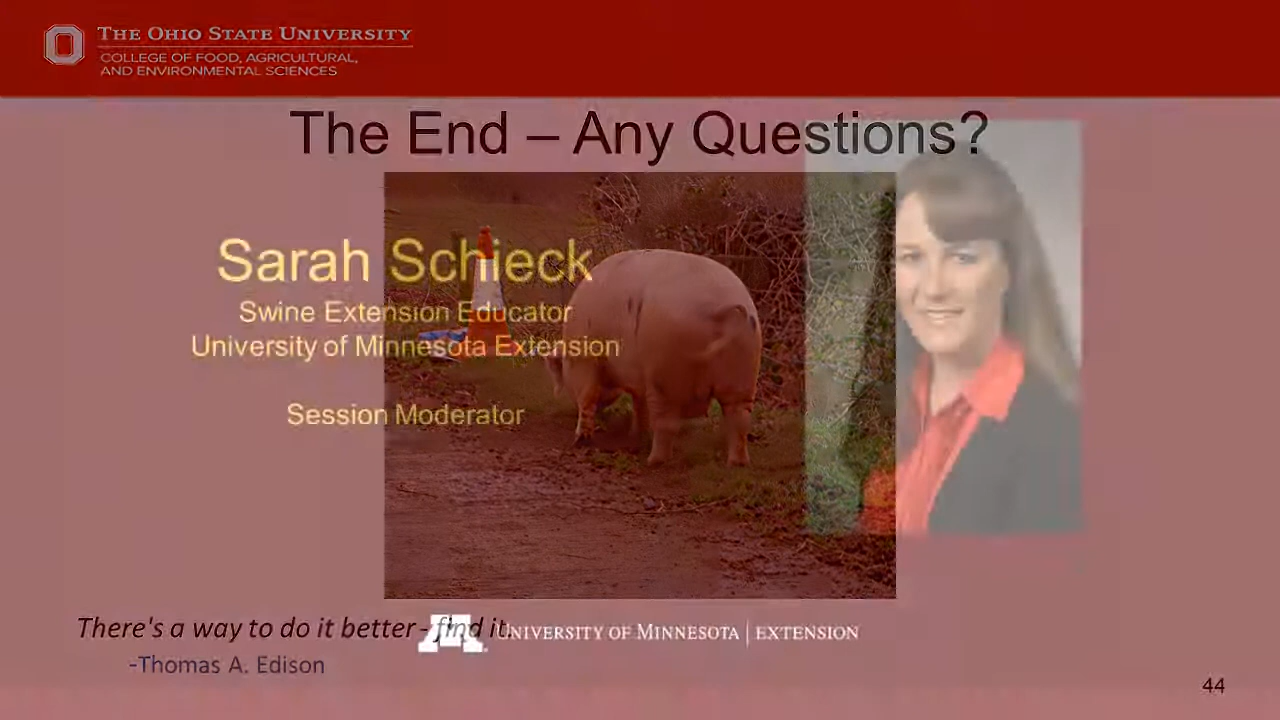 THE OHIO STATE UNIVERSITY
COLLEGE OF FOOD, AGRICULTURAL,
AND ENVIRONMENTAL SCIENCES
The End – Any Questions?
Sarah Schieck
Swine Extension Educator
University of Minnesota Extension
Session Moderator
There's a way to do it better - find it.
-Thomas A. Edison
UNIVERSITY OF MINNESOTA | EXTENSION
44